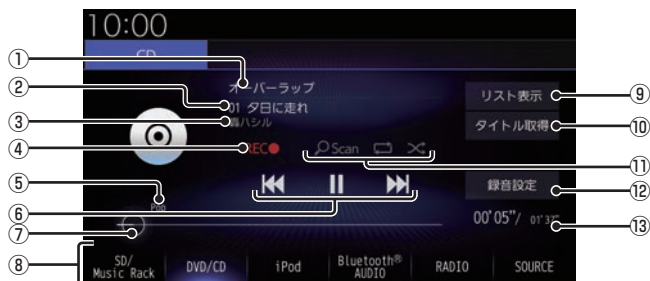 10:00
CD
① オーバーラップ
② 01 夕日に走れ
③ 轟ハシル
④ REC●
Scan
⑤ Pop
⑥
⑦
⑧
⑨ リスト表示
⑩ タイトル取得
⑪
⑫ 録音設定
⑬ 00'05"/ 01'37"
SD/
Music Rack
DVD/CD
iPod
Bluetooth®
AUDIO
RADIO
SOURCE